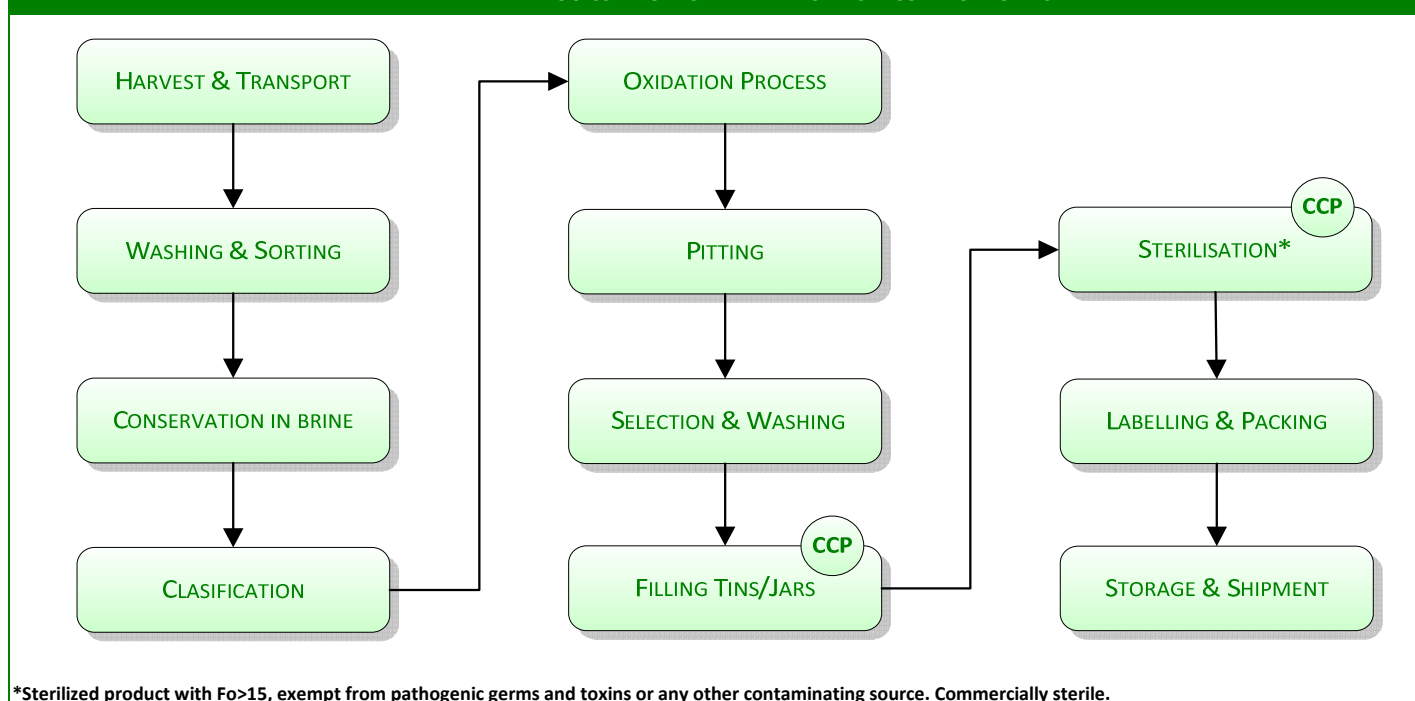 HARVEST & TRANSPORT
WASHING & SORTING
CONSERVATION IN BRINE
CLASIFICATION
OXIDATION PROCESS
PITTING
SELECTION & WASHING
CCP
FILLING TINS/JARS
CCP
STERILISATION*
LABELLING & PACKING
STORAGE & SHIPMENT
*Sterilized product with Fo>15, exempt from pathogenic germs and toxins or any other contaminating source. Commercially sterile.